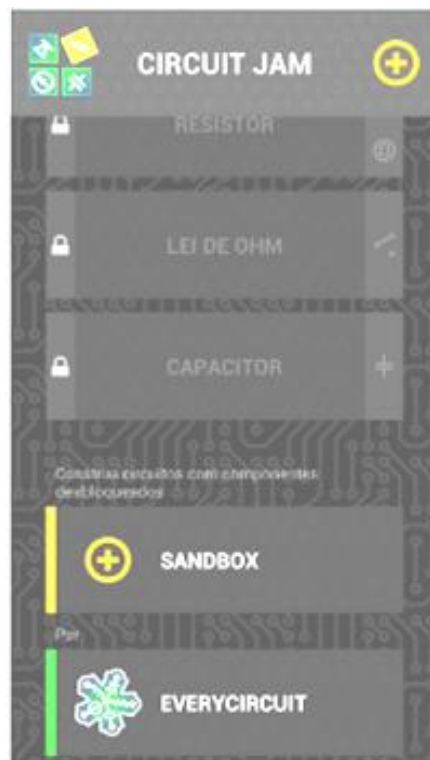 CIRCUIT JAM
RESISTOR
LEI DE OHM
CAPACITOR
Construa circuitos com componentes
desbloqueados
SANDBOX
Por
EVERYCIRCUIT